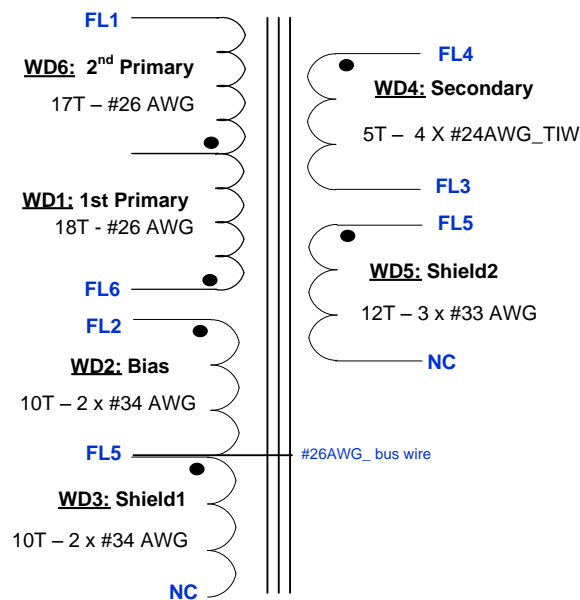 FL1
WD6: 2nd Primary
17T – #26 AWG
WD1: 1st Primary
18T - #26 AWG
FL6
FL2
WD2: Bias
10T – 2 x #34 AWG
FL5
#26AWG_ bus wire
WD3: Shield1
10T – 2 x #34 AWG
NC
FL4
WD4: Secondary
5T – 4 X #24AWG_TIW
FL3
FL5
WD5: Shield2
12T – 3 x #33 AWG
NC